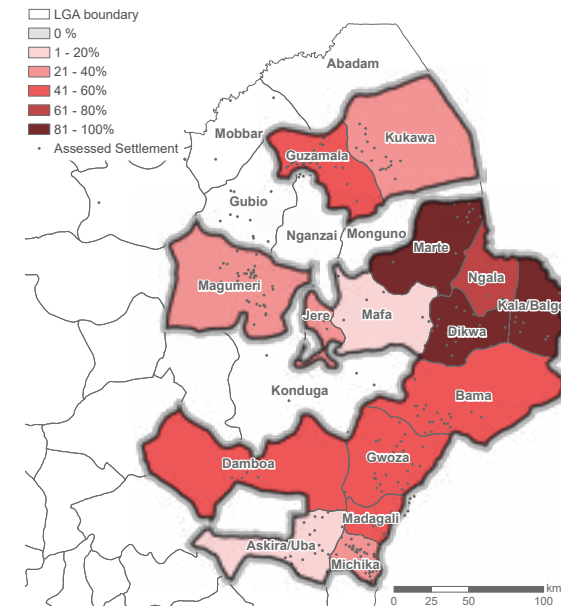 LGA boundary
0 %
1 - 20%
21 - 40%
41 - 60%
61 - 80%
81 - 100%
Assessed Settlement
Abadam
Mobbar
Kukawa
Guzamala
Gubio
Nganzai
Monguno
Marte
Ngala
Magumeri
Kala/Balge
Jere
Mafa
Dikwa
Konduga
Bama
Damboa
Gwoza
Madagali
Askira/Uba
Michika
km
0 25 50 100